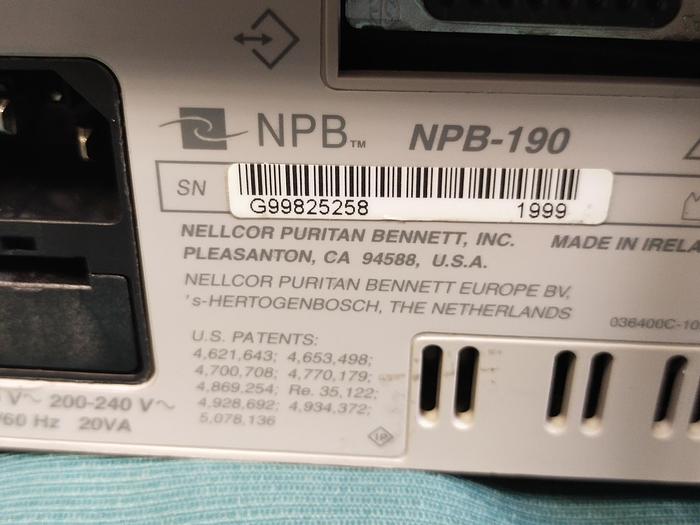 NPB™ NPB-190
SN
G99825258 1999
NELLCOR PURITAN BENNETT, INC. MADE IN IRELA
PLEASANTON, CA 94588, U.S.A.
NELLCOR PURITAN BENNETT EUROPE BV,
's-HERTOGENBOSCH, THE NETHERLANDS
036400C-10
U.S. PATENTS:
4,621,643; 4,653,498;
4,700,708; 4,770,179;
4,869,254; Re. 35,122;
4,928,692; 4,934,372;
5,078,136
V~ 200-240 V~
/60 Hz 20VA